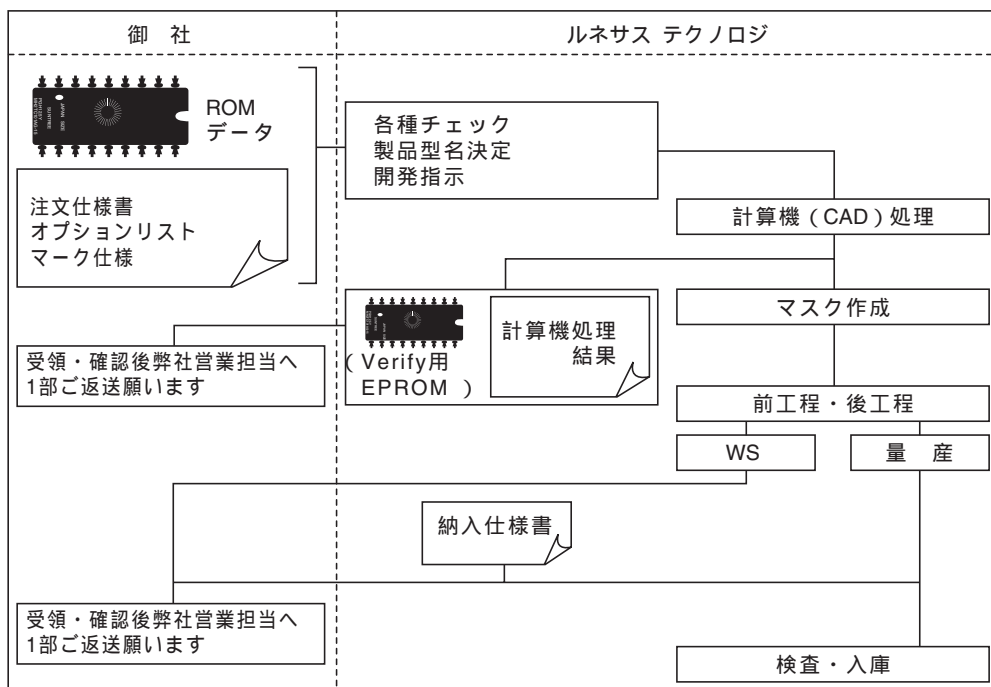 御 社
ルネサス テクノロジ
ROM
データ
注文仕様書
オプションリスト
マーク仕様
各種チェック
製品型名決定
開発指示
計算機（CAD）処理
マスク作成
（Verify用
EPROM ）
計算機処理
結果
受領・確認後弊社営業担当へ
1部ご返送願います
前工程・後工程
WS
量 産
納入仕様書
受領・確認後弊社営業担当へ
1部ご返送願います
検査・入庫